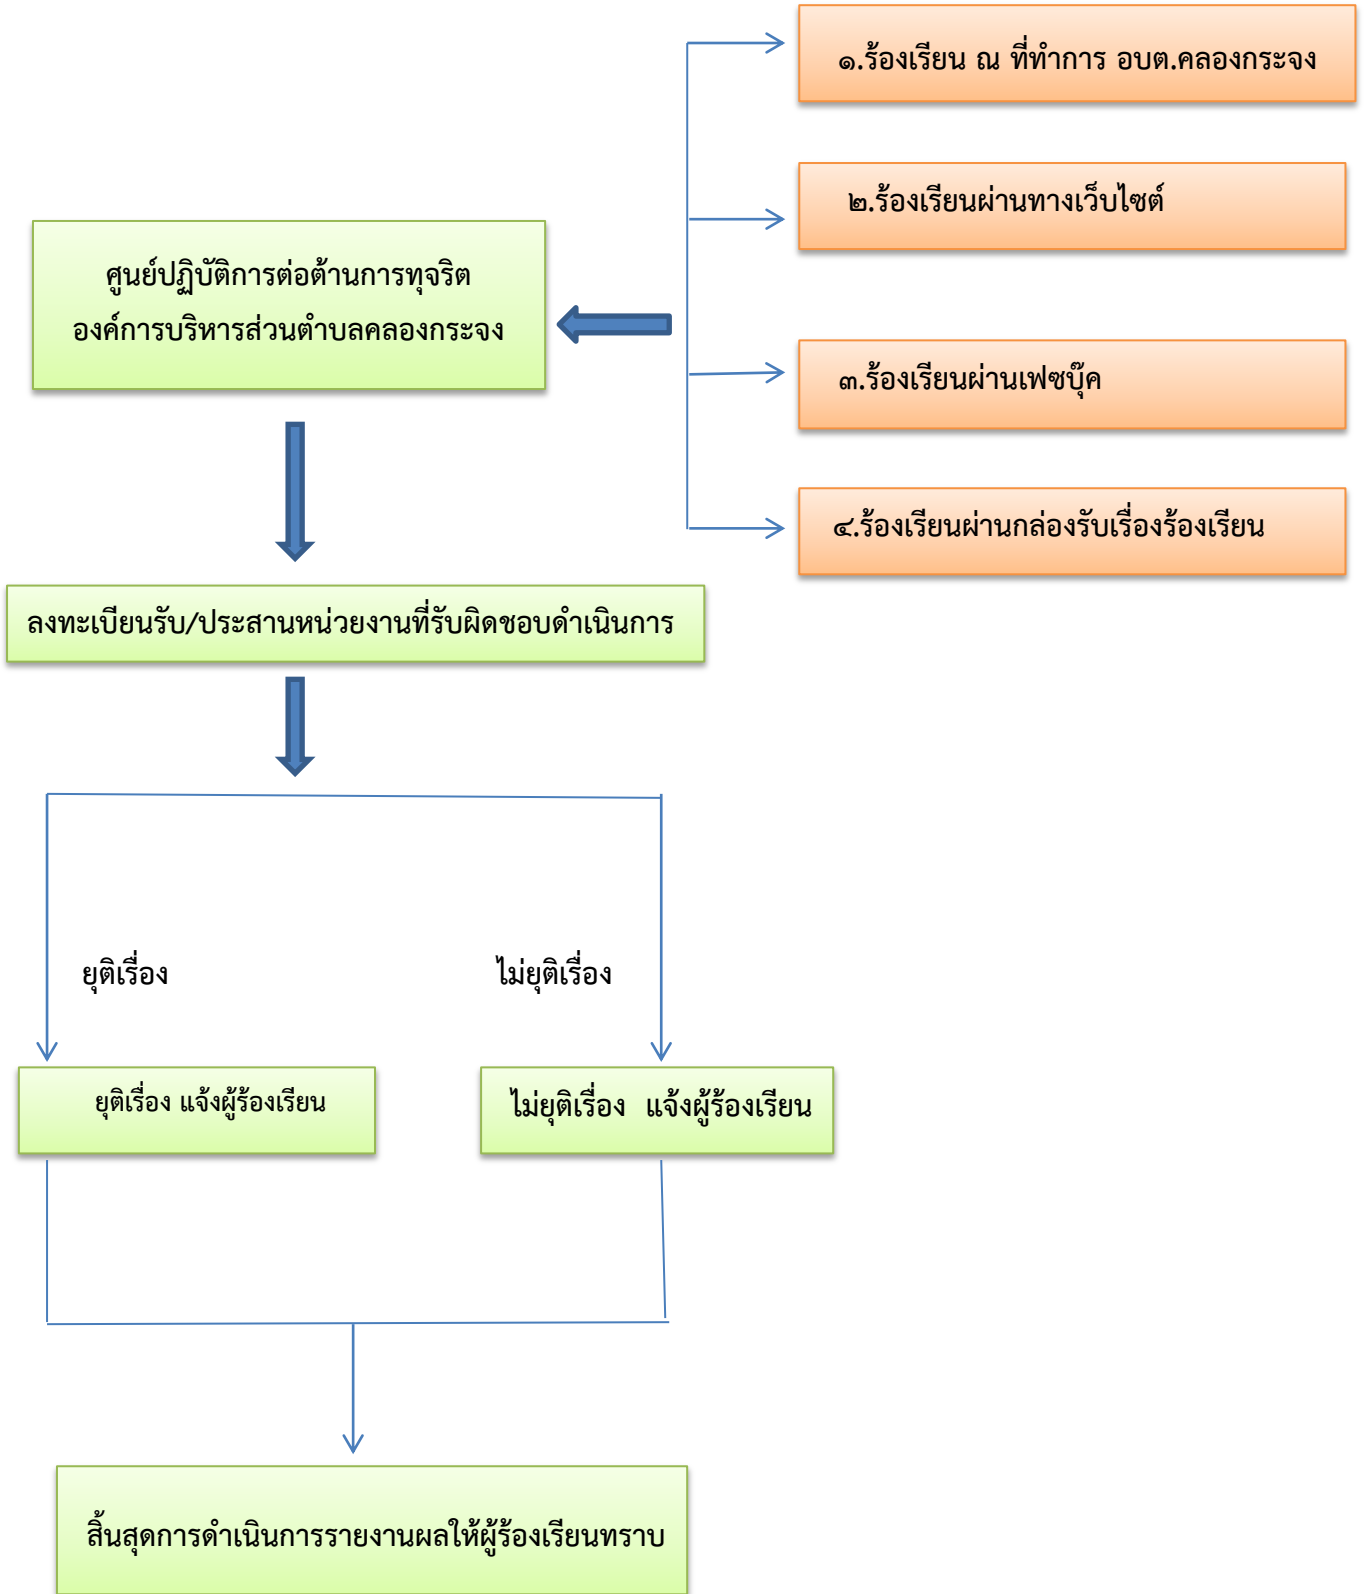 ๑.ร้องเรียน ณ ที่ทำการ อบต.คลองกระจง
๒.ร้องเรียนผ่านทางเว็บไซต์
ศูนย์ปฏิบัติการต่อต้านการทุจริต
องค์การบริหารส่วนตำบลคลองกระจง
๓.ร้องเรียนผ่านเฟซบุ๊ค
๔.ร้องเรียนผ่านกล่องรับเรื่องร้องเรียน
ลงทะเบียนรับ/ประสานหน่วยงานที่รับผิดชอบดำเนินการ
ยุติเรื่อง
ไม่ยุติเรื่อง
ยุติเรื่อง แจ้งผู้ร้องเรียน
ไม่ยุติเรื่อง แจ้งผู้ร้องเรียน
สิ้นสุดการดำเนินการรายงานผลให้ผู้ร้องเรียนทราบ